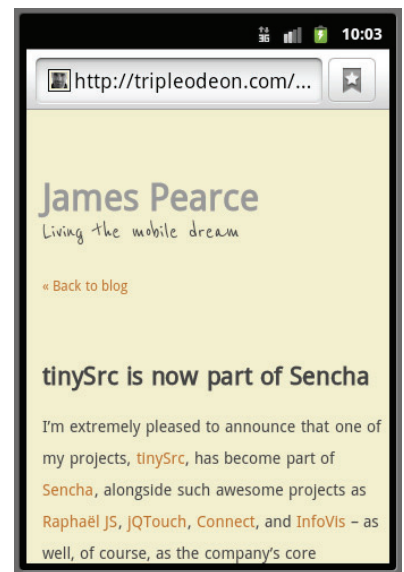 3G 10:03
http://tripleodeon.com/...
James Pearce
Living the mobile dream
« Back to blog
tinySrc is now part of Sencha
I'm extremely pleased to announce that one of
my projects, tinySrc, has become part of
Sencha, alongside such awesome projects as
Raphaël JS, jQTouch, Connect, and InfoVis – as
well, of course, as the company's core